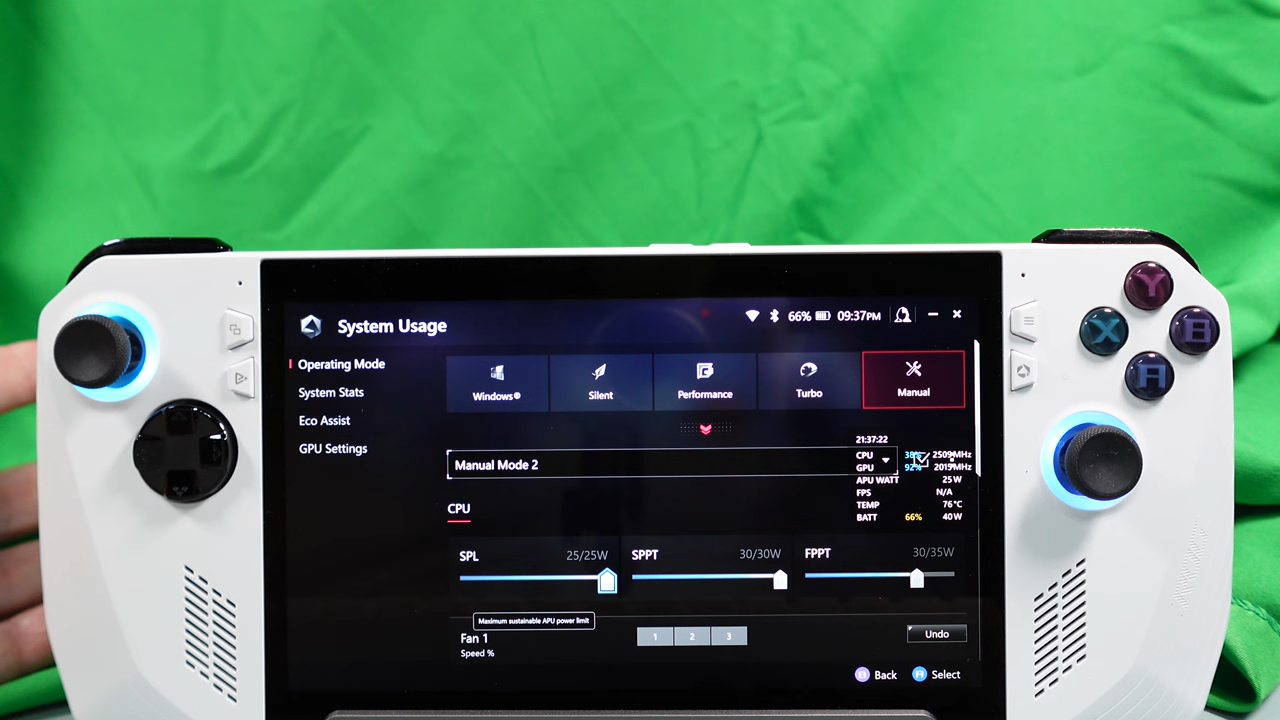 System Usage
66% 09:37PM
Operating Mode
System Stats
Eco Assist
GPU Settings
Windows®
Silent
Performance
Turbo
Manual
Manual Mode 2
21:37:22
CPU 38% 2509MHz
GPU 92% 2015MHz
APU WATT 25W
FPS N/A
TEMP 76°C
BATT 66% 40W
CPU
SPL 25/25W
SPPT 30/30W
FPPT 30/35W
Maximum sustainable APU power limit
Fan 1
Speed %
1 2 3
Undo
B Back
A Select
Y
X
B
A